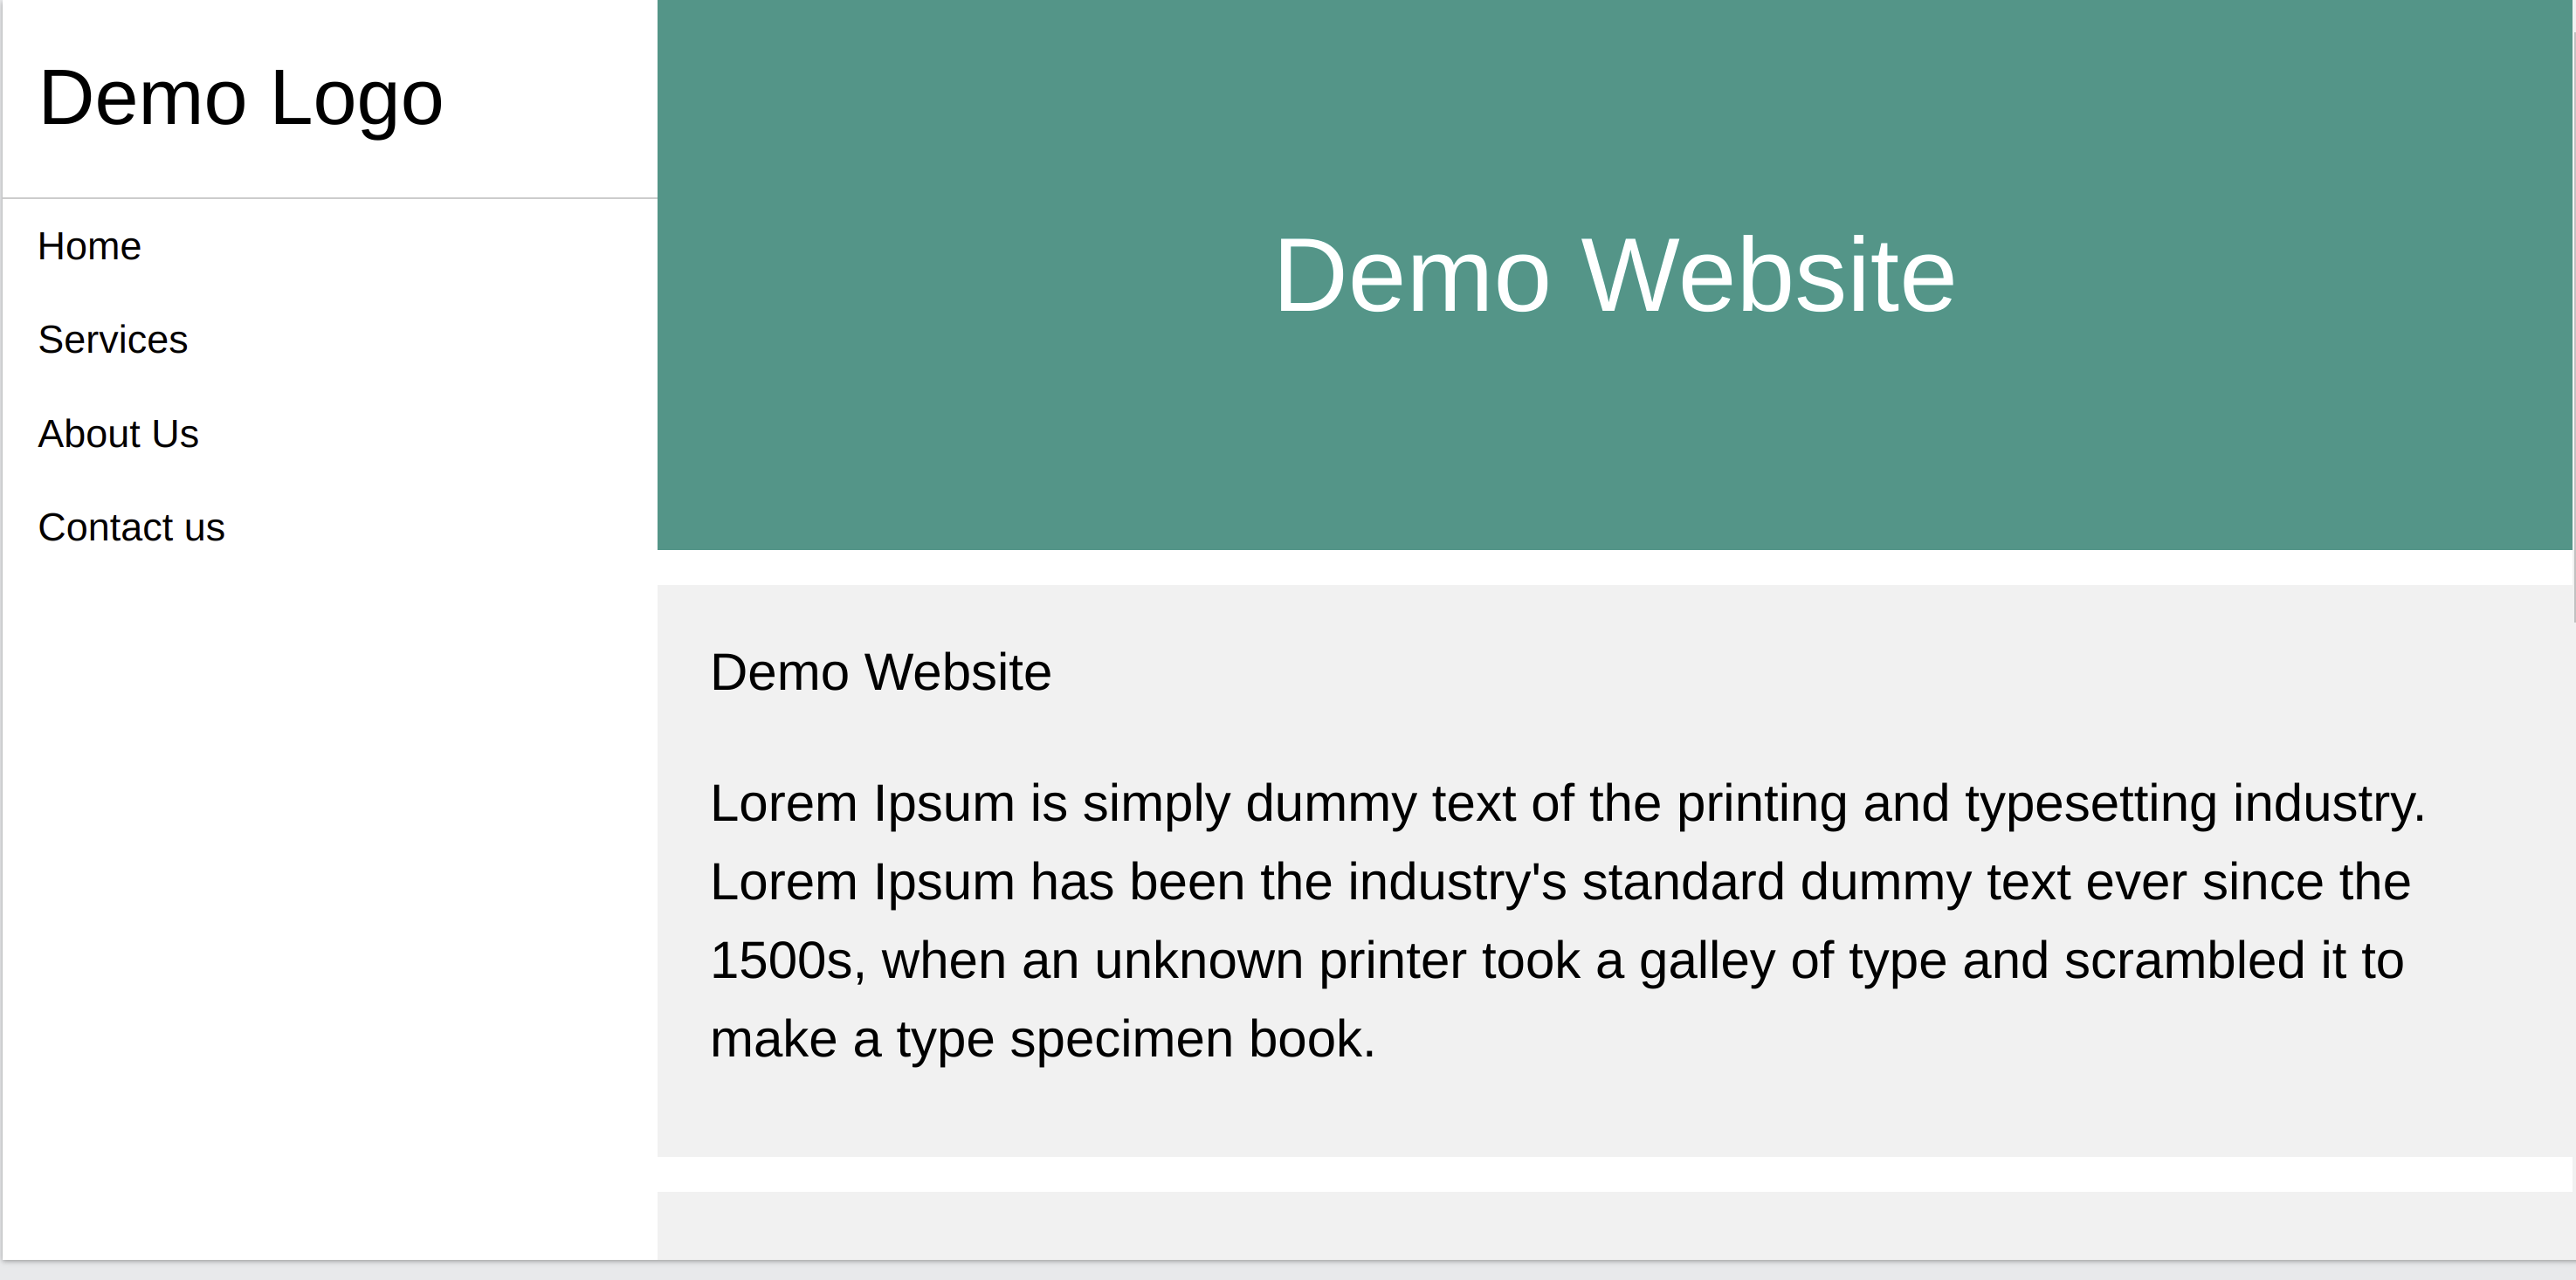 Demo Logo
Home
Services
About Us
Contact us
Demo Website
Demo Website
Lorem Ipsum is simply dummy text of the printing and typesetting industry.
Lorem Ipsum has been the industry's standard dummy text ever since the
1500s, when an unknown printer took a galley of type and scrambled it to
make a type specimen book.